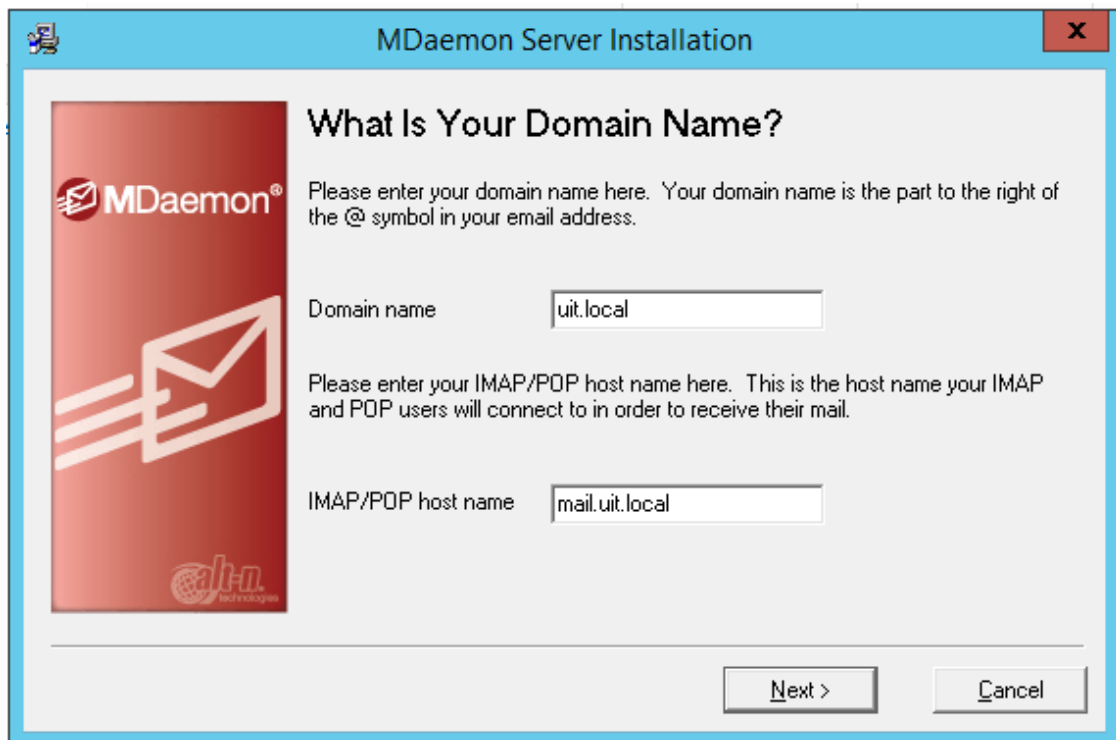 MDaemon Server Installation
x
What Is Your Domain Name?
MDaemon®
Please enter your domain name here.  Your domain name is the part to the right of
the @ symbol in your email address.
Domain name
uit.local
Please enter your IMAP/POP host name here.  This is the host name your IMAP
and POP users will connect to in order to receive their mail.
IMAP/POP host name
mail.uit.local
alt-n.
technologies
Next >
Cancel